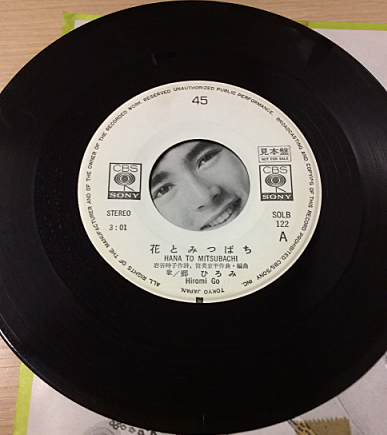 ALL RIGHTS OF THE MANUFACTURER AND OF THE OWNER OF THE RECORDED WORK RESERVED. UNAUTHORIZED PUBLIC PERFORMANCE, BROADCASTING AND COPYING OF THIS RECORD PROHIBITED.
45
CBS
SONY
見本盤
NOT FOR SALE
CBS
SONY
STEREO
3:01
SOLB
122
A
花とみつばち
HANA TO MITSUBACHI
岩谷時子作詩、筒美京平作曲・編曲
歌/郷 ひろみ
Hiromi Go
CBS/SONY INC. TOKYO JAPAN